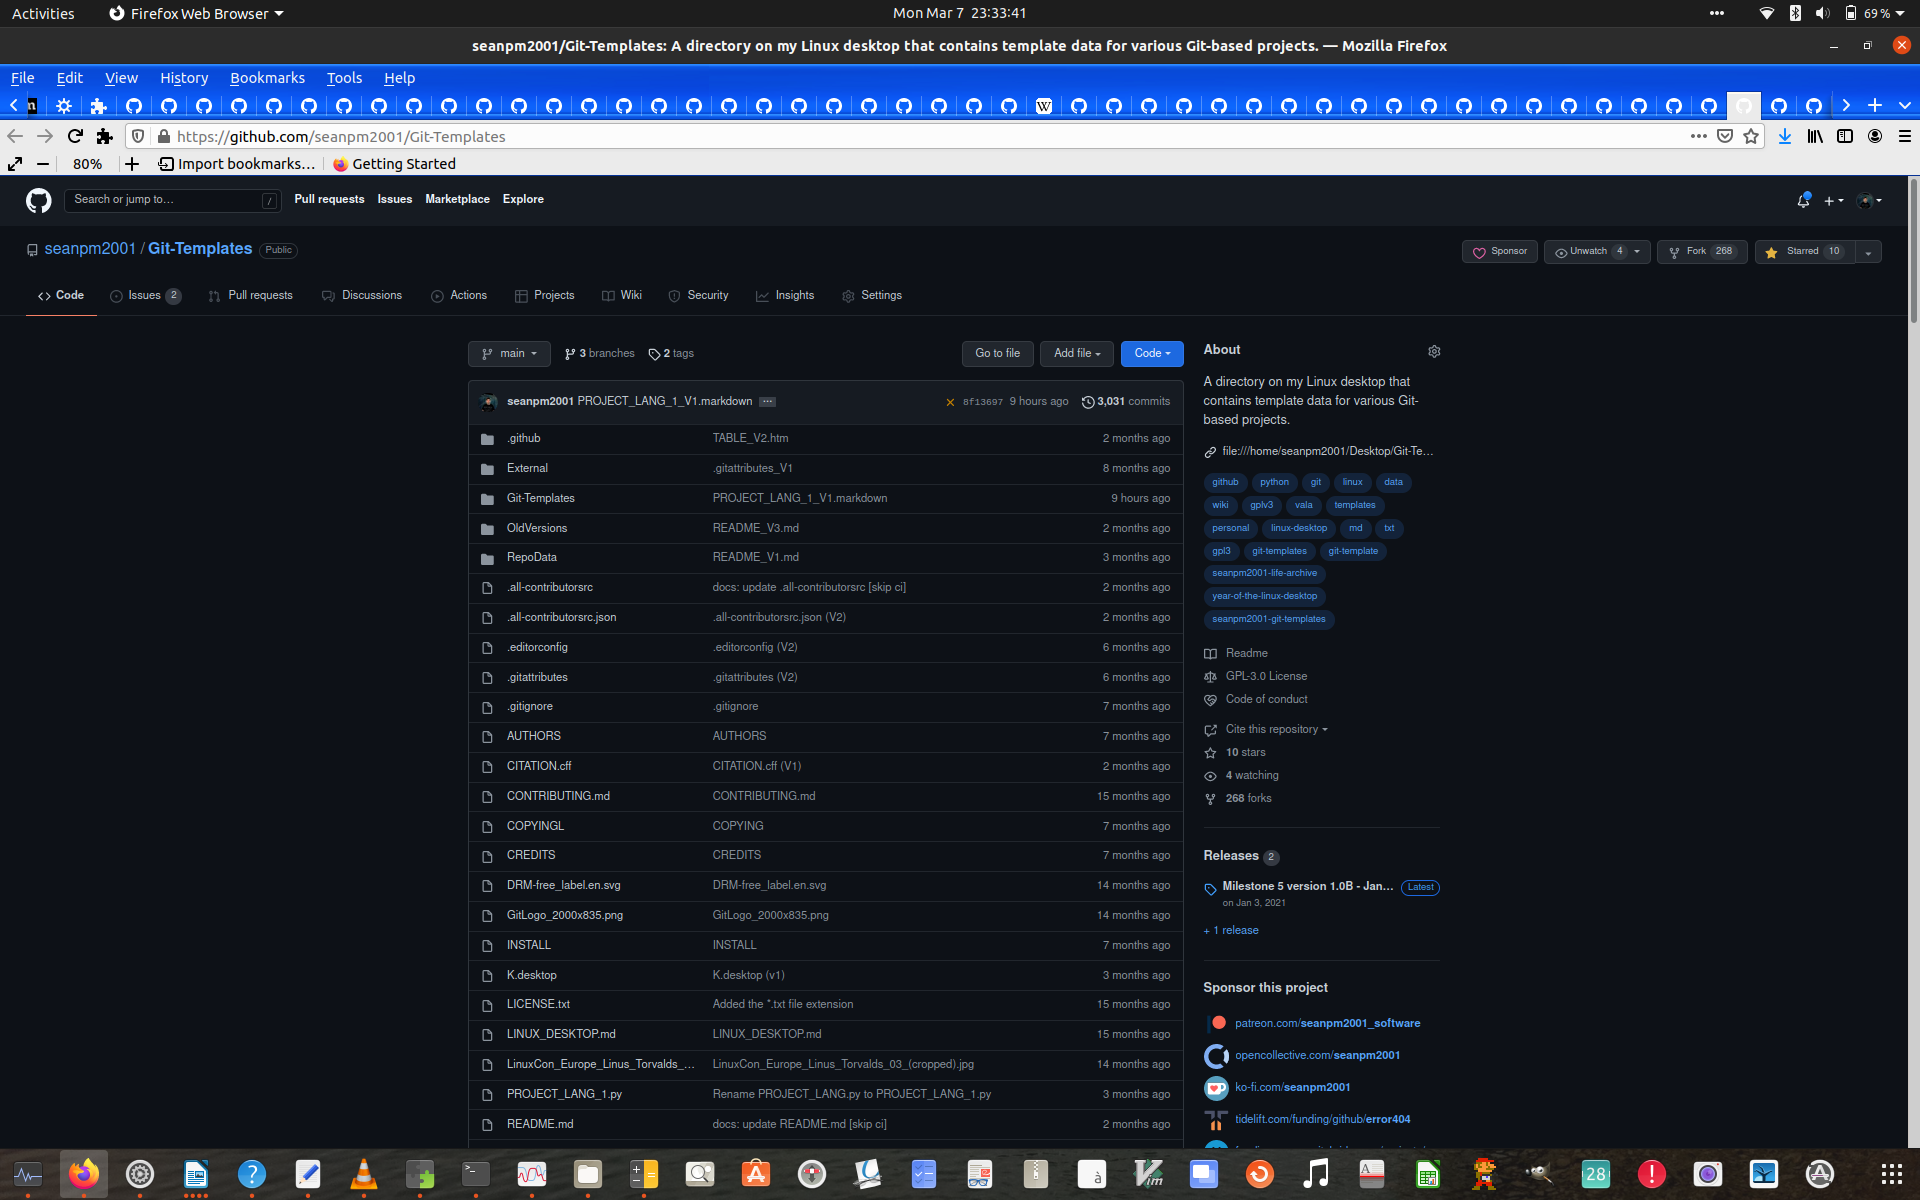 Activities Firefox Web Browser Mon Mar 7 23:33:41 69 %
seanpm2001/Git-Templates: A directory on my Linux desktop that contains template data for various Git-based projects. — Mozilla Firefox
File Edit View History Bookmarks Tools Help
W
https://github.com/seanpm2001/Git-Templates
80% Import bookmarks… Getting Started
Search or jump to… / Pull requests Issues Marketplace Explore
seanpm2001 / Git-Templates Public Sponsor Unwatch 4 Fork 268 Starred 10
Code Issues 2 Pull requests Discussions Actions Projects Wiki Security Insights Settings
main 3 branches 2 tags Go to file Add file Code
seanpm2001 PROJECT_LANG_1_V1.markdown ... 8f13697 9 hours ago 3,031 commits
.github TABLE_V2.htm 2 months ago
External .gitattributes_V1 8 months ago
Git-Templates PROJECT_LANG_1_V1.markdown 9 hours ago
OldVersions README_V3.md 2 months ago
RepoData README_V1.md 3 months ago
.all-contributorsrc docs: update .all-contributorsrc [skip ci] 2 months ago
.all-contributorsrc.json .all-contributorsrc.json (V2) 2 months ago
.editorconfig .editorconfig (V2) 6 months ago
.gitattributes .gitattributes (V2) 6 months ago
.gitignore .gitignore 7 months ago
AUTHORS AUTHORS 7 months ago
CITATION.cff CITATION.cff (V1) 2 months ago
CONTRIBUTING.md CONTRIBUTING.md 15 months ago
COPYINGL COPYING 7 months ago
CREDITS CREDITS 7 months ago
DRM-free_label.en.svg DRM-free_label.en.svg 14 months ago
GitLogo_2000x835.png GitLogo_2000x835.png 14 months ago
INSTALL INSTALL 7 months ago
K.desktop K.desktop (v1) 3 months ago
LICENSE.txt Added the *.txt file extension 15 months ago
LINUX_DESKTOP.md LINUX_DESKTOP.md 15 months ago
LinuxCon_Europe_Linus_Torvalds_… LinuxCon_Europe_Linus_Torvalds_03_(cropped).jpg 14 months ago
PROJECT_LANG_1.py Rename PROJECT_LANG.py to PROJECT_LANG_1.py 3 months ago
README.md docs: update README.md [skip ci] 2 months ago
About
A directory on my Linux desktop that
contains template data for various Git-
based projects.
file:///home/seanpm2001/Desktop/Git-Te…
github python git linux data
wiki gplv3 vala templates
personal linux-desktop md txt
gpl3 git-templates git-template
seanpm2001-life-archive
year-of-the-linux-desktop
seanpm2001-git-templates
Readme
GPL-3.0 License
Code of conduct
Cite this repository
10 stars
4 watching
268 forks
Releases 2
Milestone 5 version 1.0B - Jan… Latest
on Jan 3, 2021
+ 1 release
Sponsor this project
patreon.com/seanpm2001_software
opencollective.com/seanpm2001
ko-fi.com/seanpm2001
tidelift.com/funding/github/error404
28